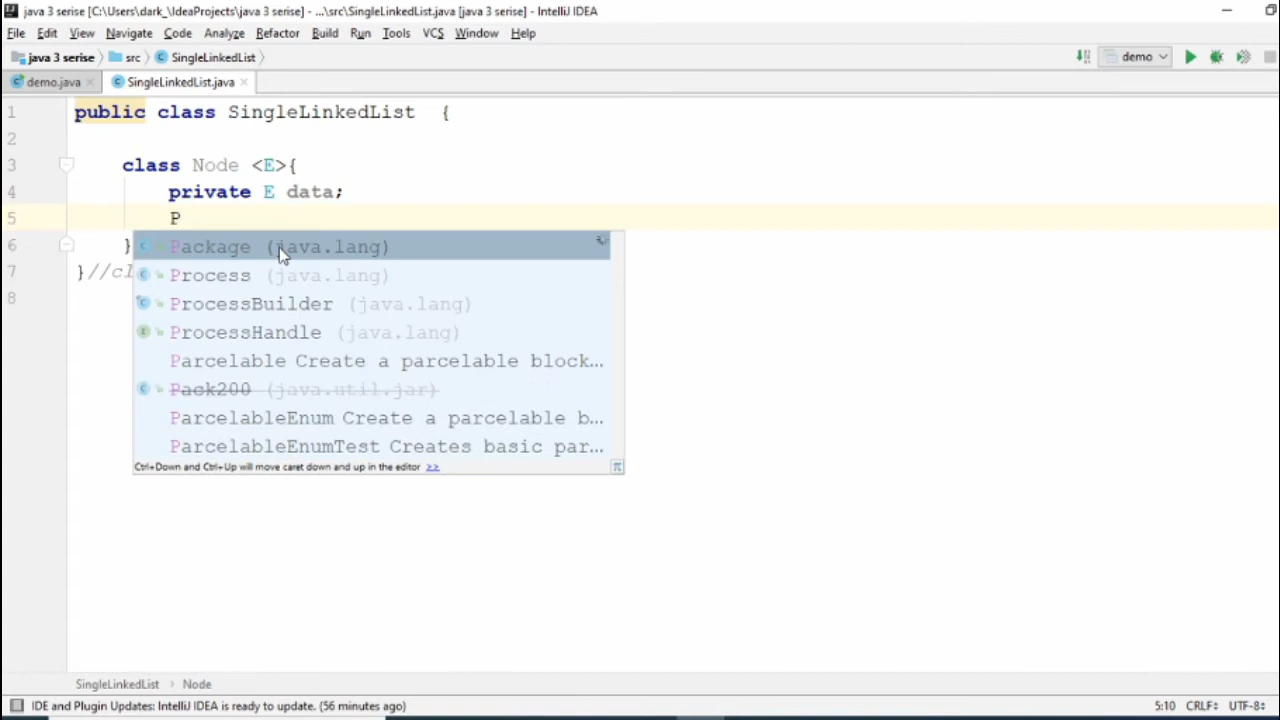 java 3 serise [C:\Users\dark_\IdeaProjects\java 3 serise] - ...\src\SingleLinkedList.java [java 3 serise] - IntelliJ IDEA
File Edit View Navigate Code Analyze Refactor Build Run Tools VCS Window Help
java 3 serise src SingleLinkedList demo
demo.java SingleLinkedList.java
1 public class SingleLinkedList {
2
3 class Node <E>{
4 private E data;
5 P
6 }
7 }//cl
8
Package (java.lang)
Process (java.lang)
ProcessBuilder (java.lang)
ProcessHandle (java.lang)
Parcelable Create a parcelable block...
Pack200 (java.util.jar)
ParcelableEnum Create a parcelable b...
ParcelableEnumTest Creates basic par...
Ctrl+Down and Ctrl+Up will move caret down and up in the editor >>
SingleLinkedList Node
IDE and Plugin Updates: IntelliJ IDEA is ready to update. (56 minutes ago) 5:10 CRLF UTF-8